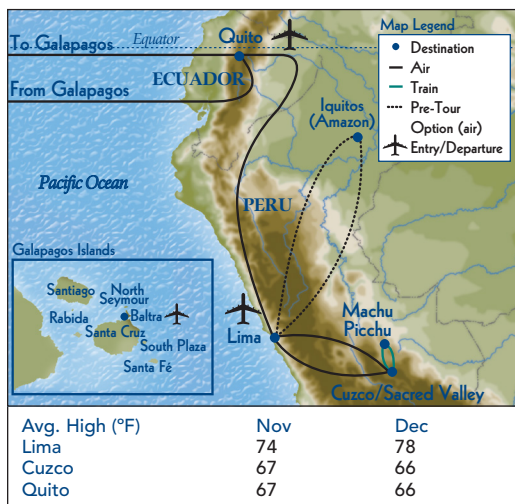 To Galapagos
Equator
Quito
ECUADOR
From Galapagos
Map Legend
Destination
Air
Train
Pre-Tour
Option (air)
Entry/Departure
Iquitos
(Amazon)
Pacific Ocean
PERU
Galapagos Islands
Santiago
North
Seymour
Baltra
Rabida
Santa Cruz
South Plaza
Santa Fé
Lima
Machu
Picchu
Cuzco/Sacred Valley
Avg. High (°F) Nov Dec
Lima 74 78
Cuzco 67 66
Quito 67 66